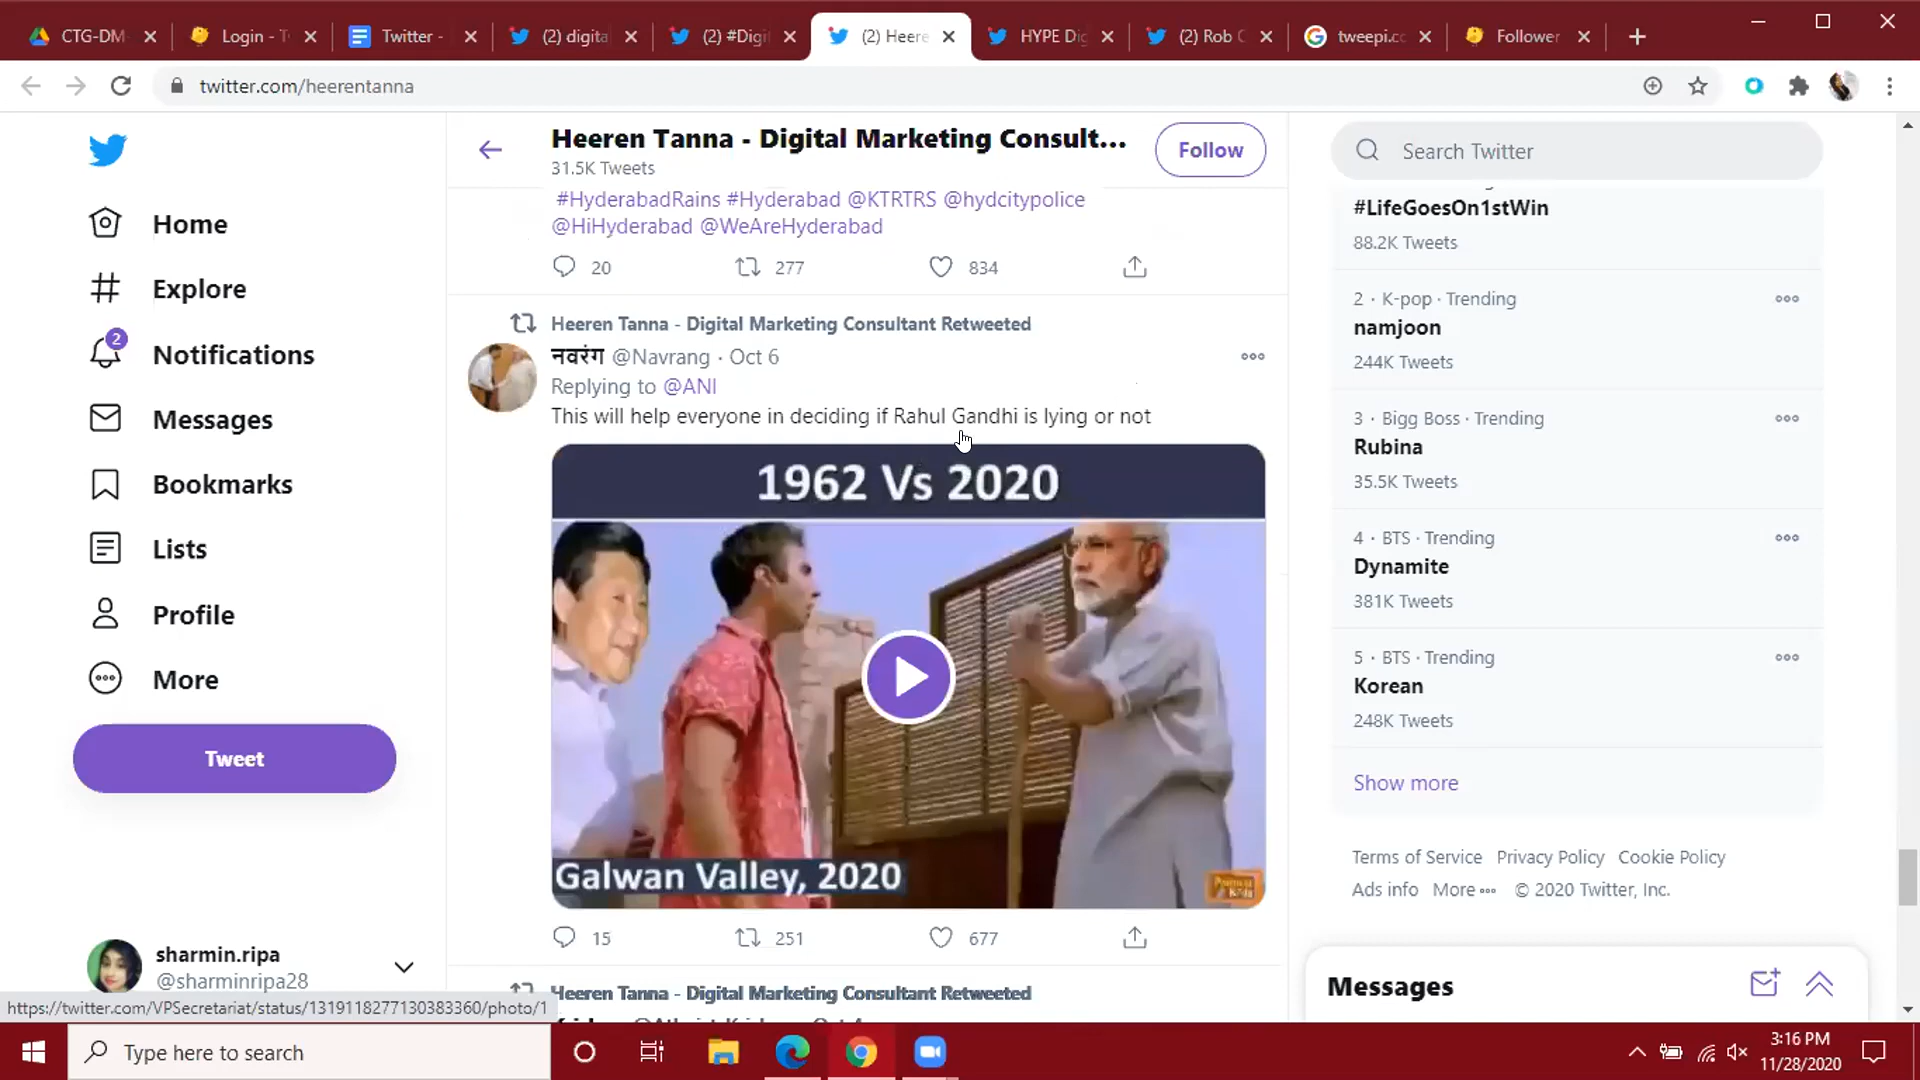 CTG-DM
Login - T
Twitter -
(2) digita
(2) #Digi
(2) Heere
HYPE Dig
(2) Rob C
tweepi.co
Follower
twitter.com/heerentanna
Heeren Tanna - Digital Marketing Consult...
31.5K Tweets
Follow
Search Twitter
Home
Explore
2
Notifications
Messages
Bookmarks
Lists
Profile
More
Tweet
sharmin.ripa
@sharminripa28
#HyderabadRains #Hyderabad @KTRTRS @hydcitypolice
@HiHyderabad @WeAreHyderabad
20 277 834
Heeren Tanna - Digital Marketing Consultant Retweeted
नवरंग @Navrang · Oct 6
Replying to @ANI
This will help everyone in deciding if Rahul Gandhi is lying or not
1962 Vs 2020
Galwan Valley, 2020
15 251 677
Heeren Tanna - Digital Marketing Consultant Retweeted
#LifeGoesOn1stWin
88.2K Tweets
2 · K-pop · Trending
namjoon
244K Tweets
3 · Bigg Boss · Trending
Rubina
35.5K Tweets
4 · BTS · Trending
Dynamite
381K Tweets
5 · BTS · Trending
Korean
248K Tweets
Show more
Terms of Service Privacy Policy Cookie Policy
Ads info More © 2020 Twitter, Inc.
Messages
https://twitter.com/VPSecretariat/status/1319118277130383360/photo/1
Type here to search
3:16 PM
11/28/2020